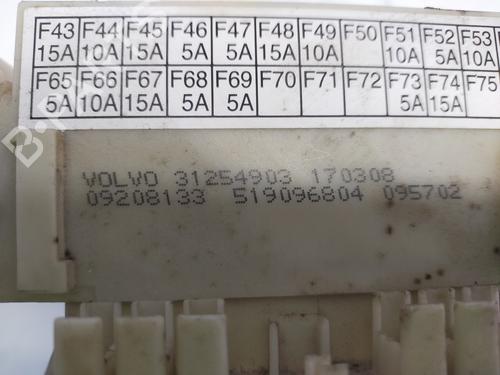 F43 F44 F45 F46 F47 F48 F49 F50 F51 F52 F53
15A 10A 15A 5A 5A 15A 10A 10A 5A 10A
F65 F66 F67 F68 F69 F70 F71 F72 F73 F74 F75
5A 10A 15A 5A 5A 5A 15A
VOLVO 31254903 170308
09208133 519096804 095702